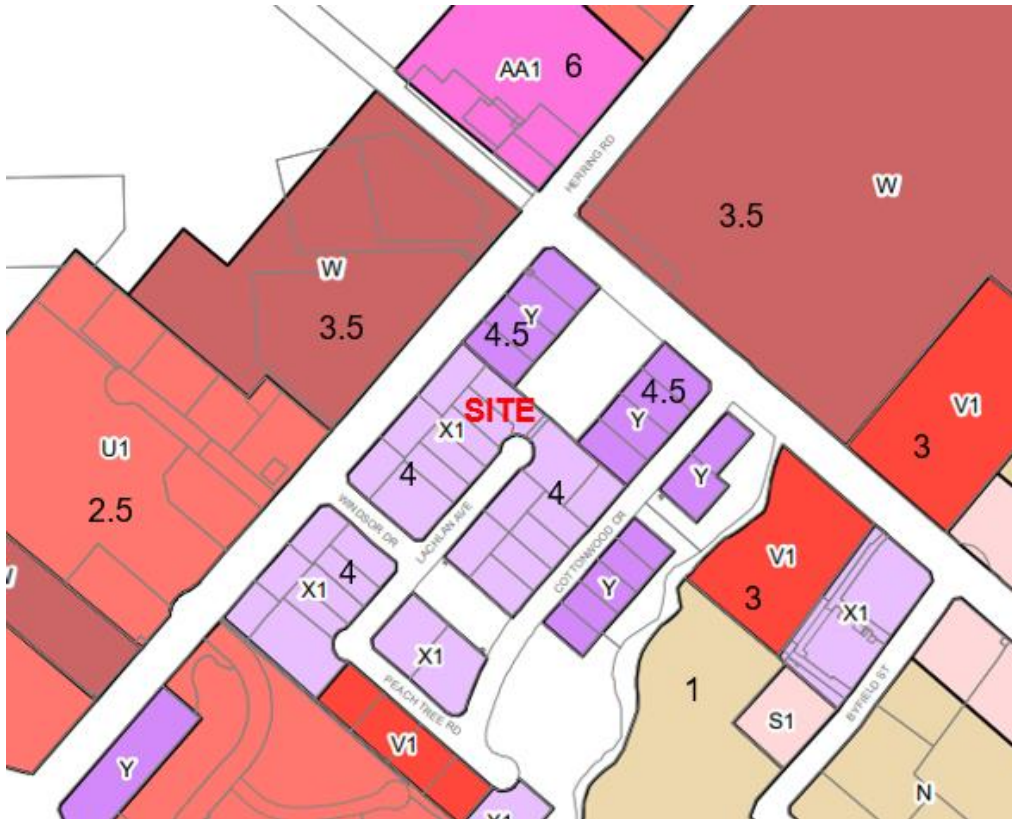 AA1 6
HERRING RD
W
3.5
W
3.5
Y
4.5
4.5
Y
SITE
X1
4
V1
3
U1
2.5
4
Y
WINDSOR DR
LACHLAN AVE
COTTONWOOD CR
V1
3
X1
4
Y
X1
X1
PEACH TREE RD
1
S1
BYFIELD ST
V1
Y
N
X1